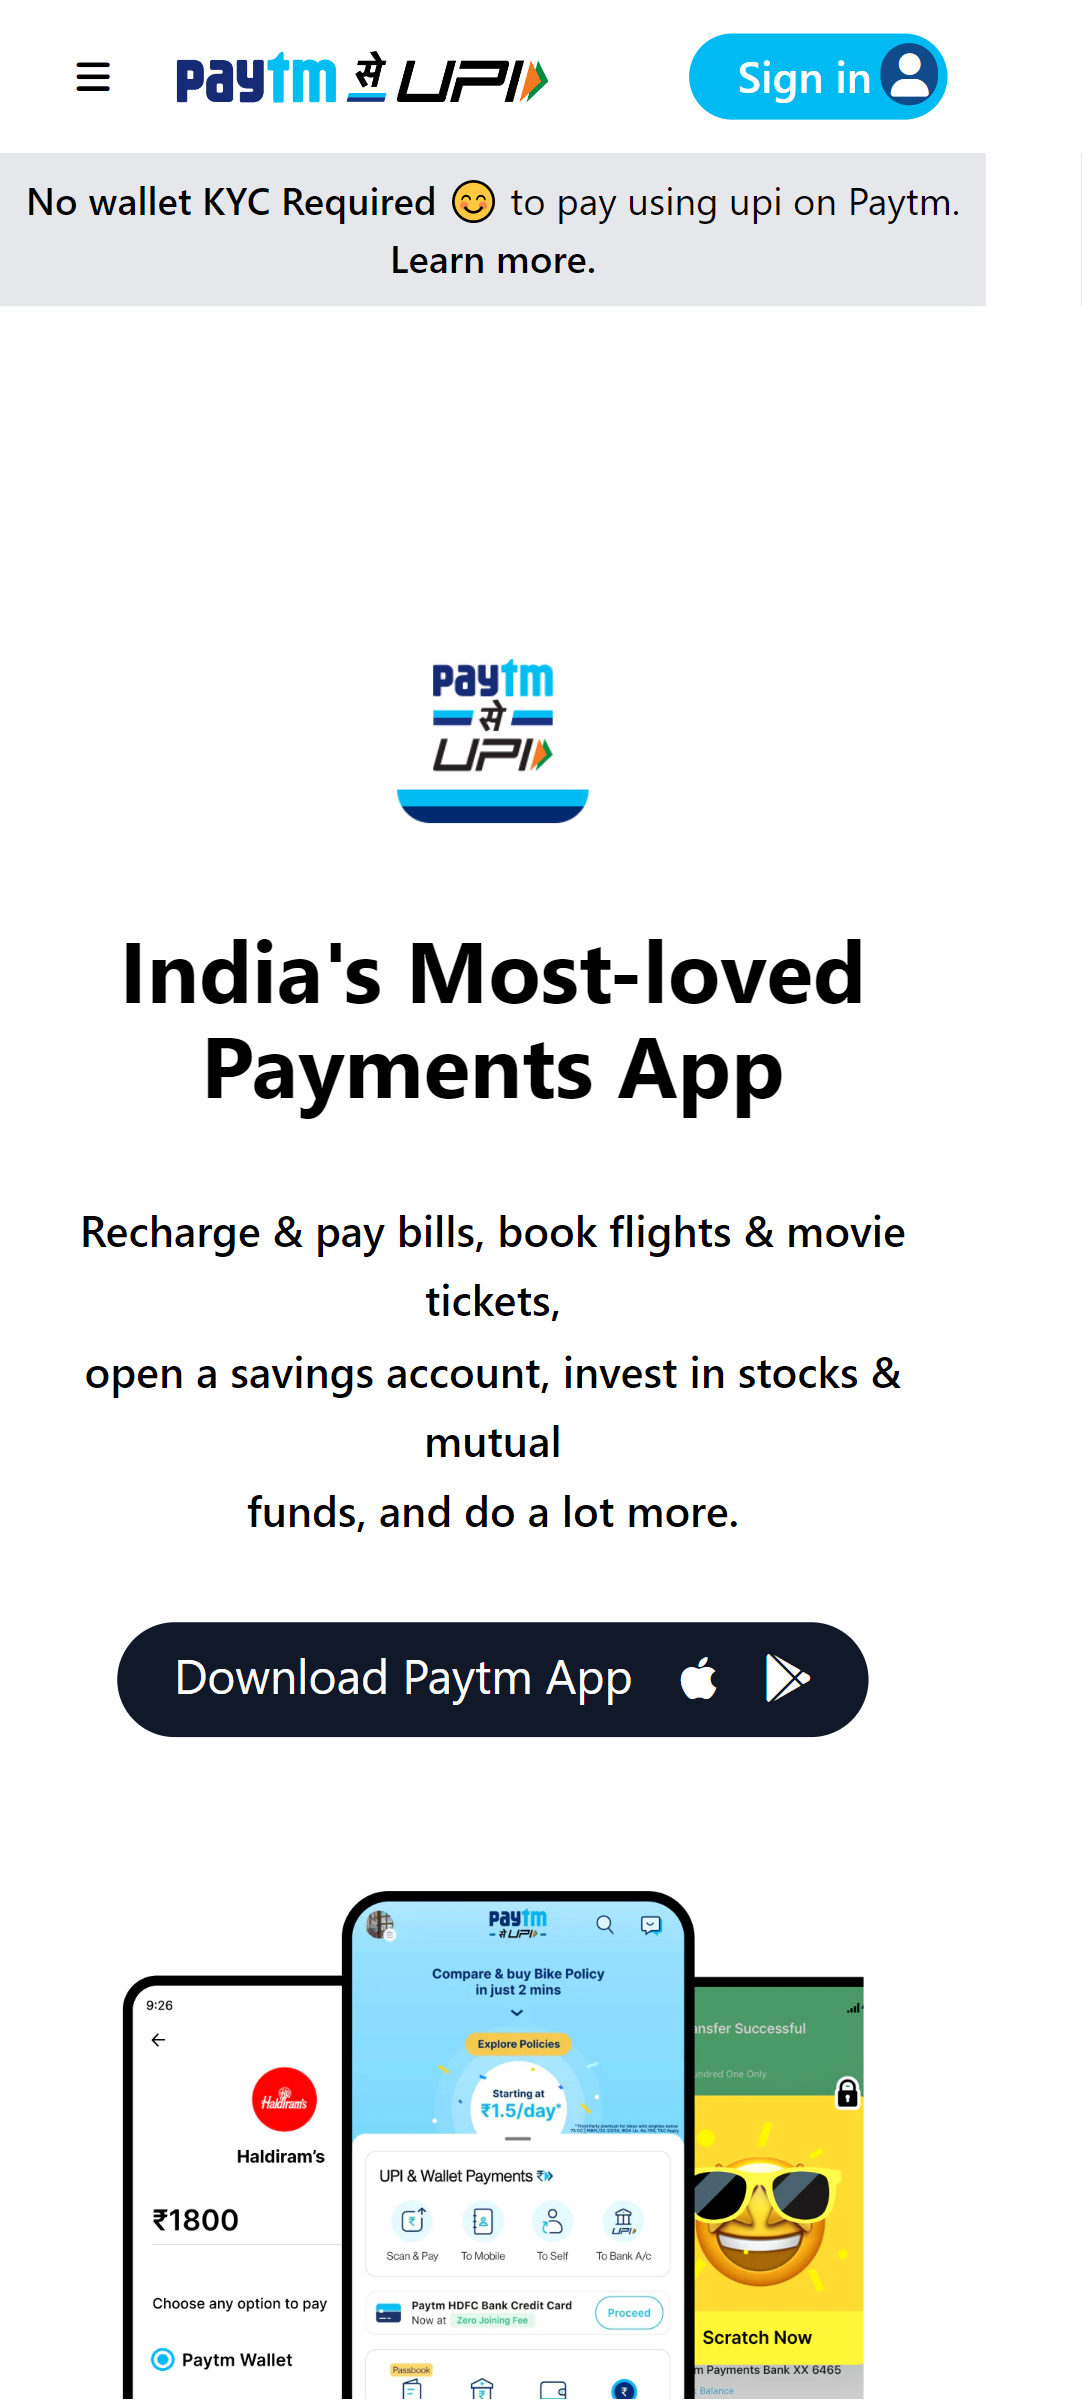 paytm से UPI
Sign in
No wallet KYC Required 😊 to pay using upi on Paytm.
Learn more.
paytm
से
UPI
India's Most-loved
Payments App
Recharge & pay bills, book flights & movie
tickets,
open a savings account, invest in stocks &
mutual
funds, and do a lot more.
Download Paytm App
paytm
से UPI
Compare & buy Bike Policy
in just 2 mins
Explore Policies
Starting at
₹1.5/day*
UPI & Wallet Payments
Scan & Pay
To Mobile
To Self
UPI
To Bank A/c
Paytm HDFC Bank Credit Card
Now at Zero Joining Fee
Proceed
Passbook
9:26
Haldiram's
Haldiram's
₹1800
Choose any option to pay
Paytm Wallet
ansfer Successful
undred One Only
Scratch Now
m Payments Bank XX 6465
Balance